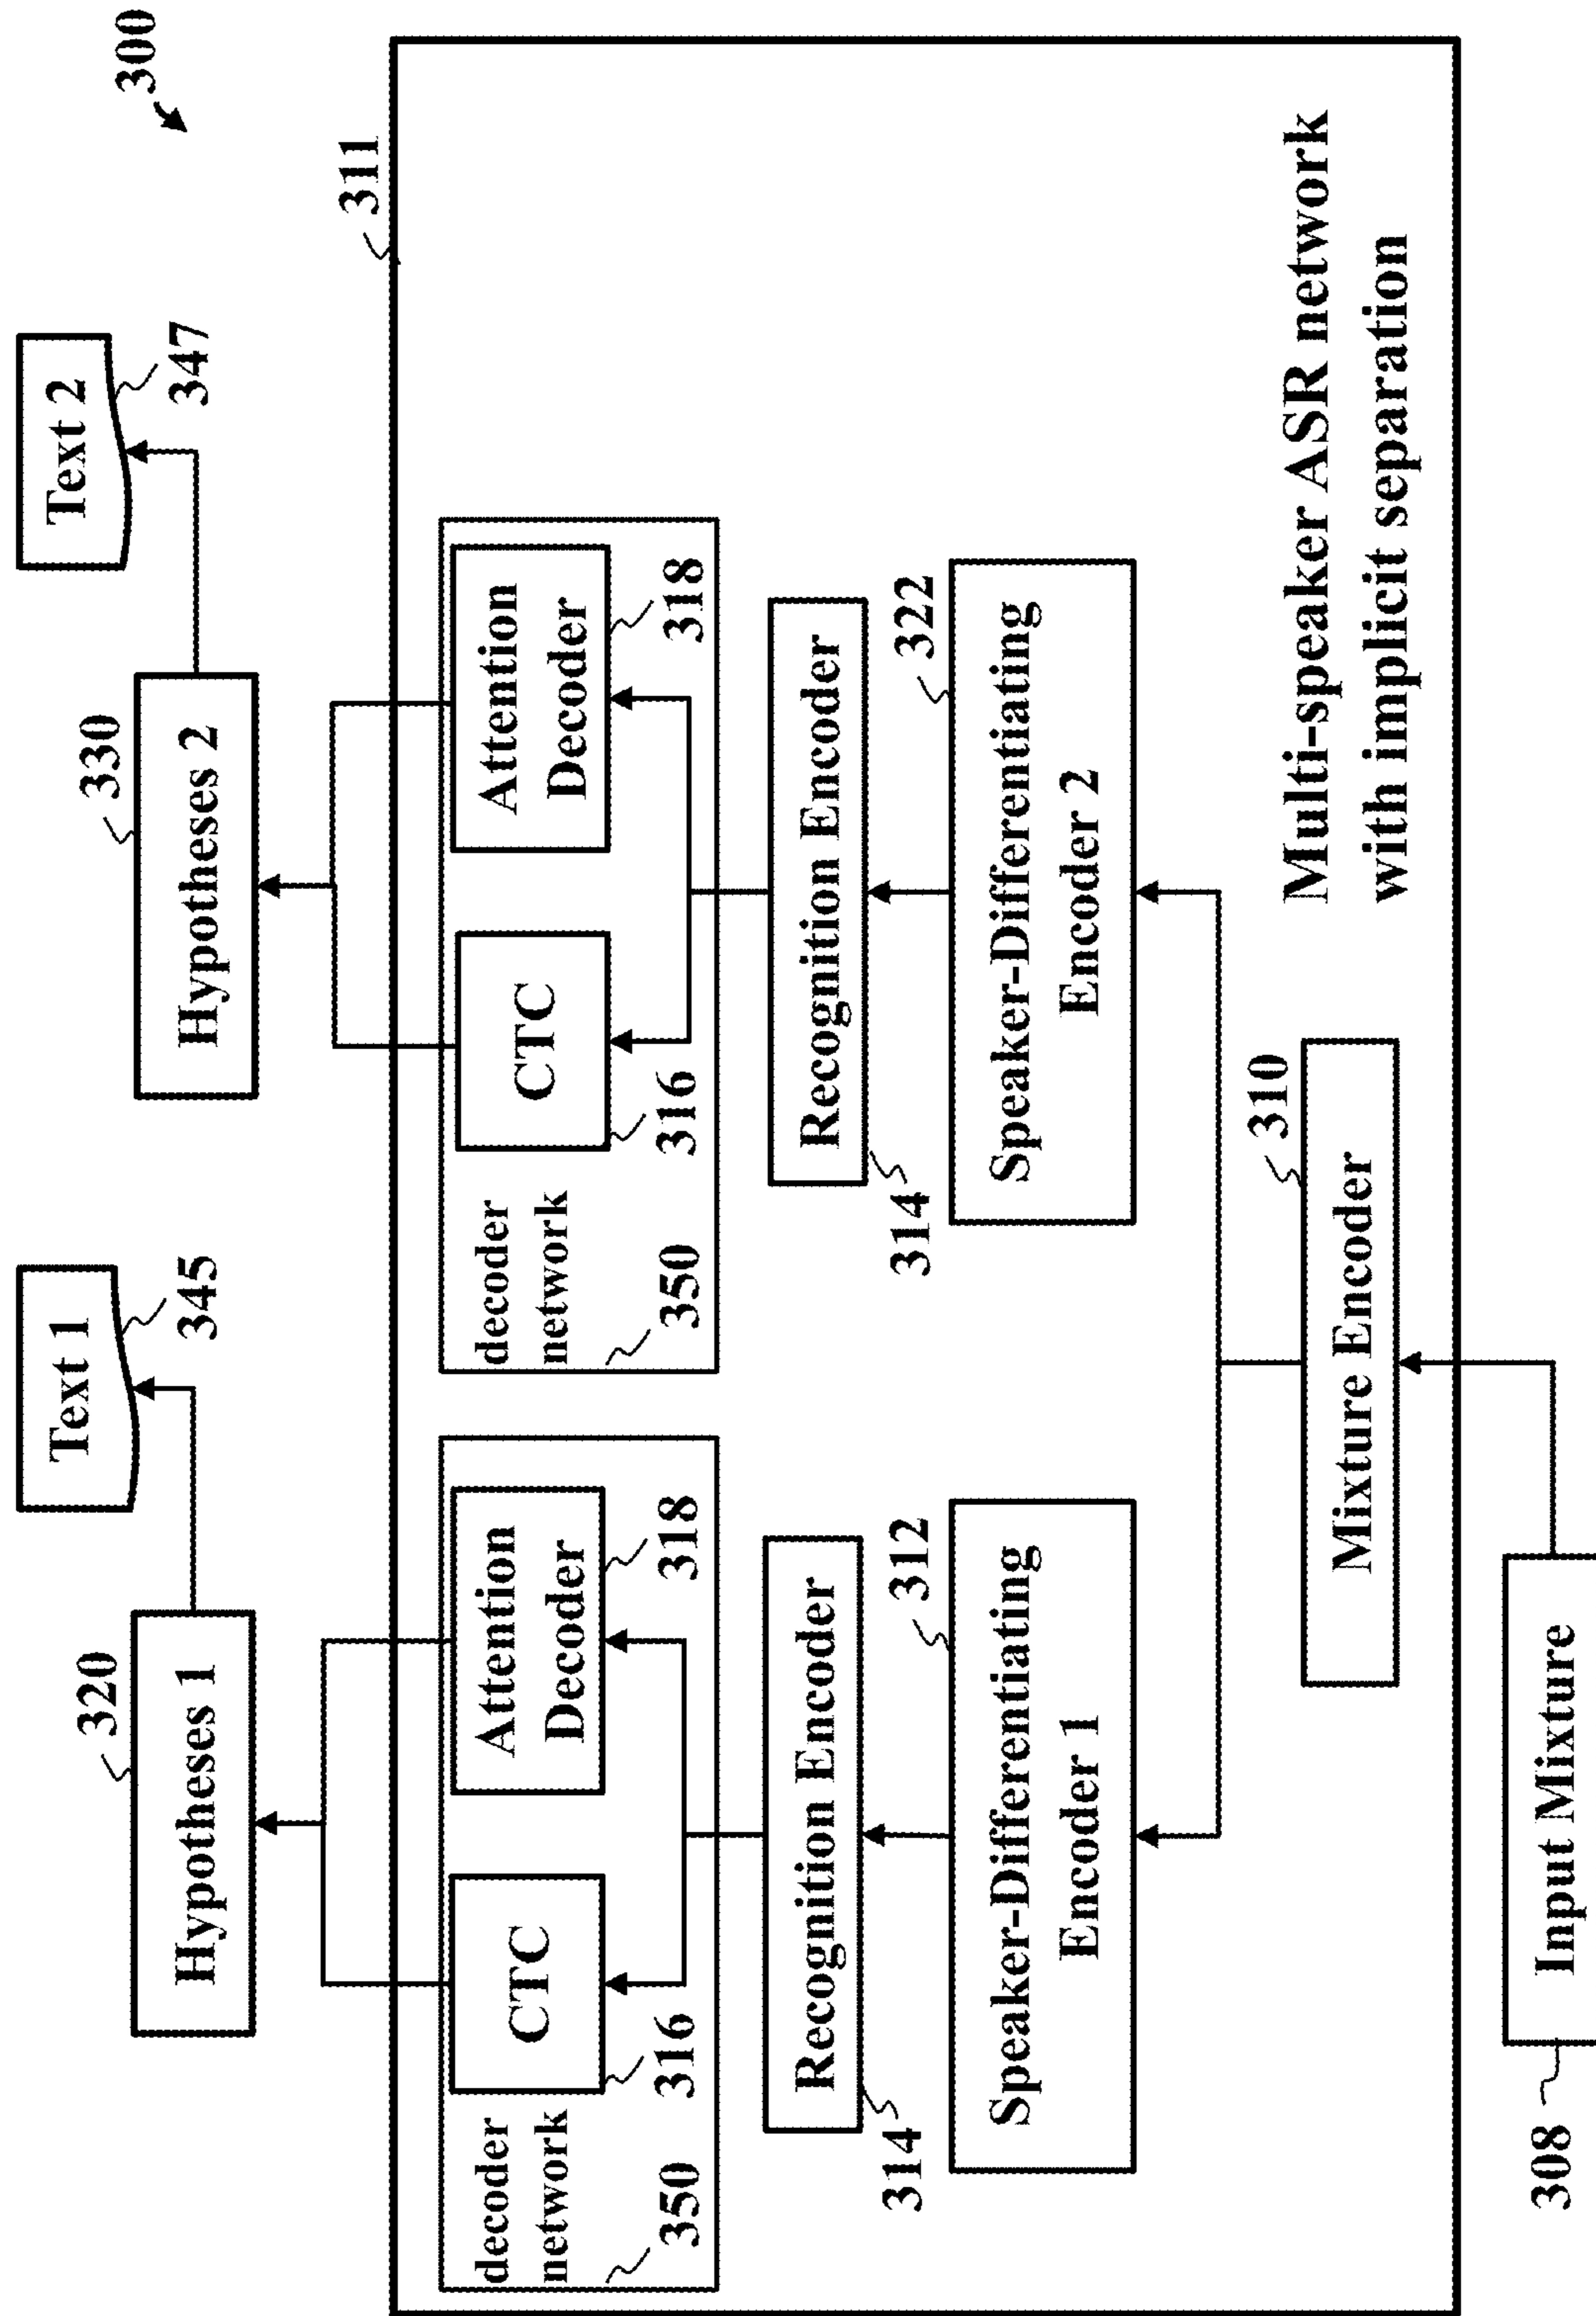 300
Text 1
345
Text 2
347
320
Hypotheses 1
330
Hypotheses 2
311
decoder
network
350
CTC
316
Attention
Decoder
318
decoder
network
350
CTC
316
Attention
Decoder
318
Recognition Encoder
314
Recognition Encoder
314
312
Speaker-Differentiating
Encoder 1
322
Speaker-Differentiating
Encoder 2
310
Mixture Encoder
Multi-speaker ASR network
with implicit separation
308
Input Mixture